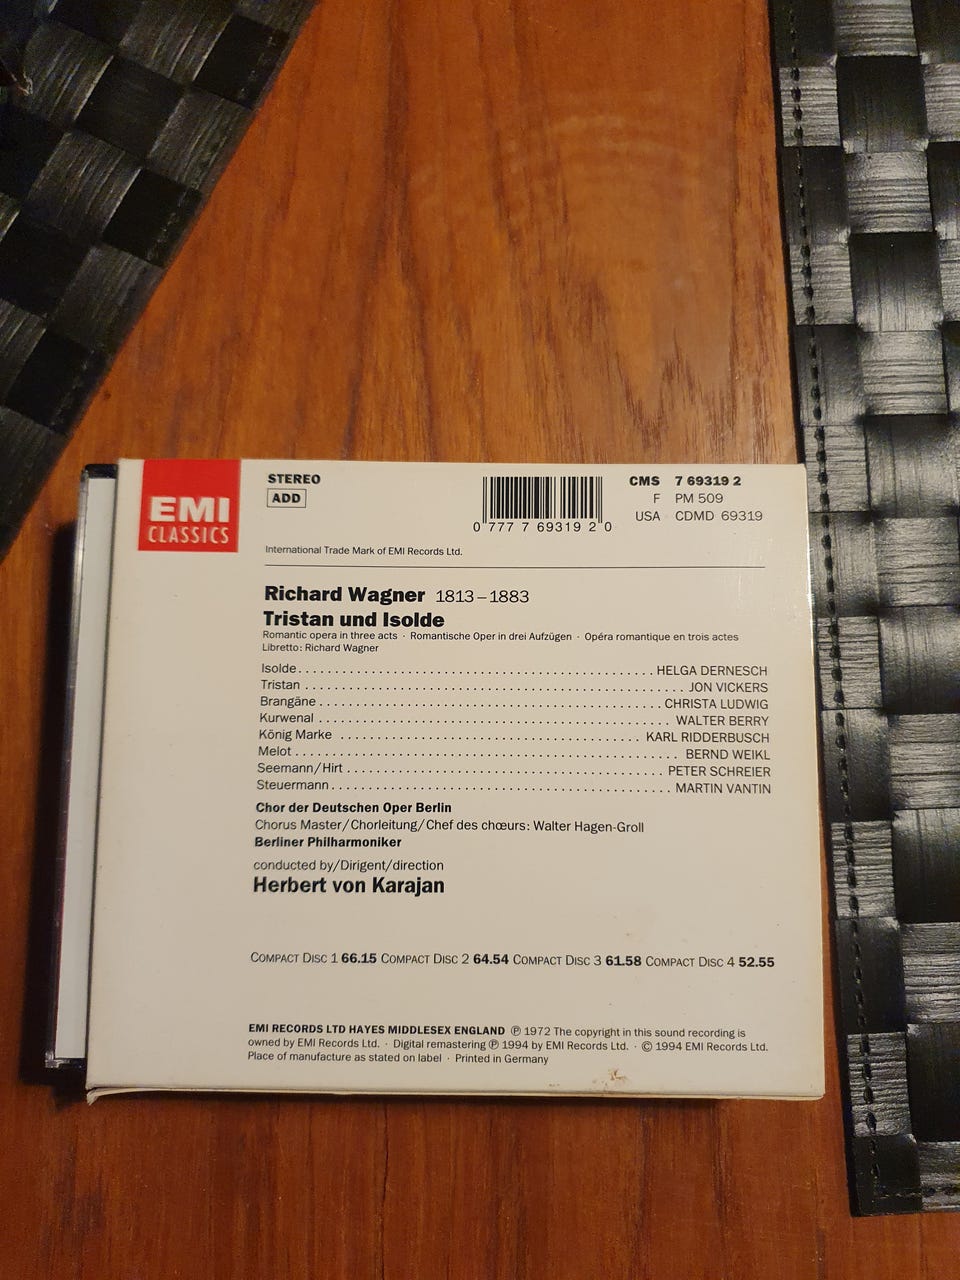 EMI
CLASSICS
STEREO
ADD
0 777 7 69319 2 0
CMS 7 69319 2
F PM 509
USA CDMD 69319
International Trade Mark of EMI Records Ltd.
Richard Wagner 1813–1883
Tristan und Isolde
Romantic opera in three acts · Romantische Oper in drei Aufzügen · Opéra romantique en trois actes
Libretto: Richard Wagner
Isolde. . . . . . . . . . . . . . . . . . . . . . . . . . . . . . . . . . . . . . . . . . . . . . . .HELGA DERNESCH
Tristan . . . . . . . . . . . . . . . . . . . . . . . . . . . . . . . . . . . . . . . . . . . . . . . . . . . . JON VICKERS
Brangäne . . . . . . . . . . . . . . . . . . . . . . . . . . . . . . . . . . . . . . . . . . . . . . . CHRISTA LUDWIG
Kurwenal . . . . . . . . . . . . . . . . . . . . . . . . . . . . . . . . . . . . . . . . . . . . . . . . WALTER BERRY
König Marke . . . . . . . . . . . . . . . . . . . . . . . . . . . . . . . . . . . . . . . . . KARL RIDDERBUSCH
Melot . . . . . . . . . . . . . . . . . . . . . . . . . . . . . . . . . . . . . . . . . . . . . . . . . . . . BERND WEIKL
Seemann/Hirt . . . . . . . . . . . . . . . . . . . . . . . . . . . . . . . . . . . . . . . . . . . PETER SCHREIER
Steuermann. . . . . . . . . . . . . . . . . . . . . . . . . . . . . . . . . . . . . . . . . . . . . . MARTIN VANTIN
Chor der Deutschen Oper Berlin
Chorus Master/Chorleitung/Chef des chœurs: Walter Hagen-Groll
Berliner Philharmoniker
conducted by/Dirigent/direction
Herbert von Karajan
COMPACT DISC 1 66.15 COMPACT DISC 2 64.54 COMPACT DISC 3 61.58 COMPACT DISC 4 52.55
EMI RECORDS LTD HAYES MIDDLESEX ENGLAND ℗ 1972 The copyright in this sound recording is
owned by EMI Records Ltd. · Digital remastering ℗ 1994 by EMI Records Ltd. · © 1994 EMI Records Ltd.
Place of manufacture as stated on label · Printed in Germany